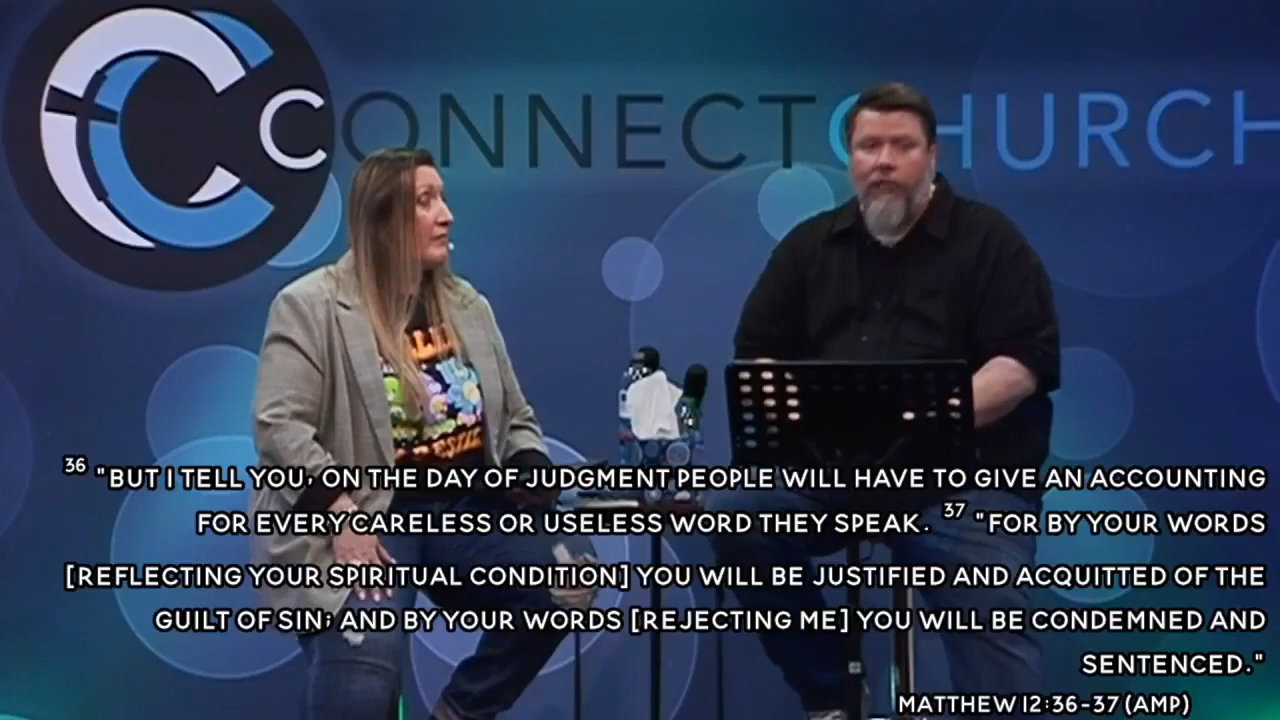 CONNECTCHURCH
36 "BUT I TELL YOU, ON THE DAY OF JUDGMENT PEOPLE WILL HAVE TO GIVE AN ACCOUNTING
FOR EVERY CARELESS OR USELESS WORD THEY SPEAK. 37 "FOR BY YOUR WORDS
[REFLECTING YOUR SPIRITUAL CONDITION] YOU WILL BE JUSTIFIED AND ACQUITTED OF THE
GUILT OF SIN; AND BY YOUR WORDS [REJECTING ME] YOU WILL BE CONDEMNED AND
SENTENCED."
MATTHEW 12:36-37 (AMP)